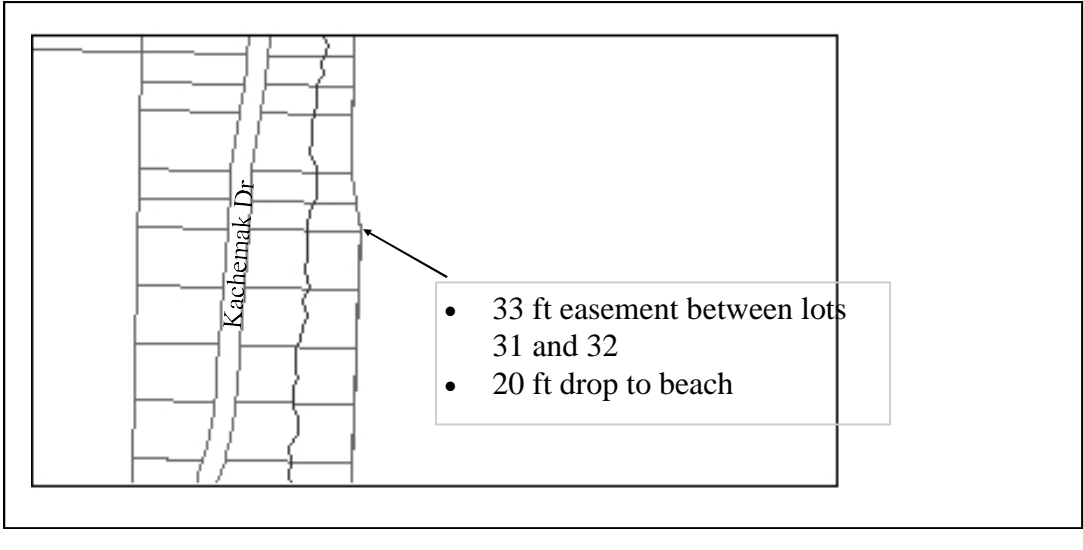 Kachemak Dr
• 33 ft easement between lots
31 and 32
• 20 ft drop to beach